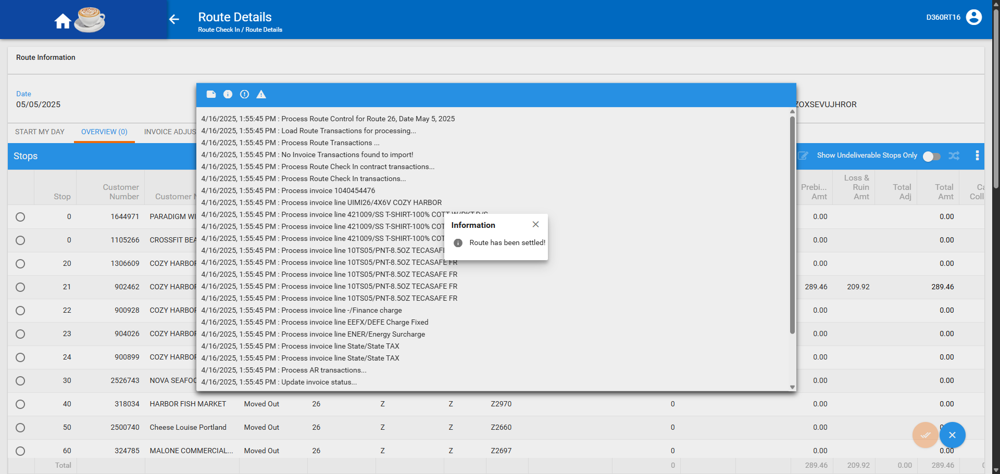 Route Details
Route Check In / Route Details
D360RT16
Route Information
Date
05/05/2025
ZOXSEVUJHROR
START MY DAY
OVERVIEW (0)
INVOICE ADJUS
Stops
Show Undeliverable Stops Only
Stop
Customer Number
Customer N
Prebi... Amt
Loss & Ruin Amt
Total Adj
Total Amt
Ca
Coll
0 1644971 PARADIGM WI 0.00 0.00
0 1105266 CROSSFIT BEA 0.00 0.00
20 1306609 COZY HARBOR 0.00 0.00
21 902462 COZY HARBOR 289.46 209.92 289.46
22 900928 COZY HARBOR 0.00 0.00
23 904026 COZY HARBOR 0.00 0.00
24 900899 COZY HARBOR 0.00 0.00
30 2526743 NOVA SEAFOO 0.00 0.00
40 318034 HARBOR FISH MARKET Moved Out 26 Z Z Z2970 0 0.00 0.00
50 2500740 Cheese Louise Portland Moved Out 26 Z Z Z2660 0 0.00
60 324785 MALONE COMMERCIAL... Moved Out 26 Z Z Z2697 0 0.00 0.00
Total 0 289.46 209.92 0.00 289.46
4/16/2025, 1:55:45 PM : Process Route Control for Route 26, Date May 5, 2025
4/16/2025, 1:55:45 PM : Load Route Transactions for processing...
4/16/2025, 1:55:45 PM : Process Route Transactions ...
4/16/2025, 1:55:45 PM : No Invoice Transactions found to import!
4/16/2025, 1:55:45 PM : Process Route Check In contract transactions...
4/16/2025, 1:55:45 PM : Process Route Check In transactions...
4/16/2025, 1:55:45 PM : Process invoice 1040454476
4/16/2025, 1:55:45 PM : Process invoice line UIMI26/4X6V COZY HARBOR
4/16/2025, 1:55:45 PM : Process invoice line 421009/SS T-SHIRT-100% COTT W/PKT D/S
4/16/2025, 1:55:45 PM : Process invoice line 421009/SS T-SHIRT-100% COT
4/16/2025, 1:55:45 PM : Process invoice line 421009/SS T-SHIRT-100% COT
4/16/2025, 1:55:45 PM : Process invoice line 10TS05/PNT-8.5OZ TECASAFE
4/16/2025, 1:55:45 PM : Process invoice line 10TS05/PNT-8.5OZ TECASAFE FR
4/16/2025, 1:55:45 PM : Process invoice line 10TS05/PNT-8.5OZ TECASAFE FR
4/16/2025, 1:55:45 PM : Process invoice line 10TS05/PNT-8.5OZ TECASAFE FR
4/16/2025, 1:55:45 PM : Process invoice line 10TS05/PNT-8.5OZ TECASAFE FR
4/16/2025, 1:55:45 PM : Process invoice line -/Finance charge
4/16/2025, 1:55:45 PM : Process invoice line EEFX/DEFE Charge Fixed
4/16/2025, 1:55:45 PM : Process invoice line ENER/Energy Surcharge
4/16/2025, 1:55:45 PM : Process invoice line State/State TAX
4/16/2025, 1:55:45 PM : Process invoice line State/State TAX
4/16/2025, 1:55:45 PM : Process AR transactions...
4/16/2025, 1:55:45 PM : Update invoice status...
Information
Route has been settled!